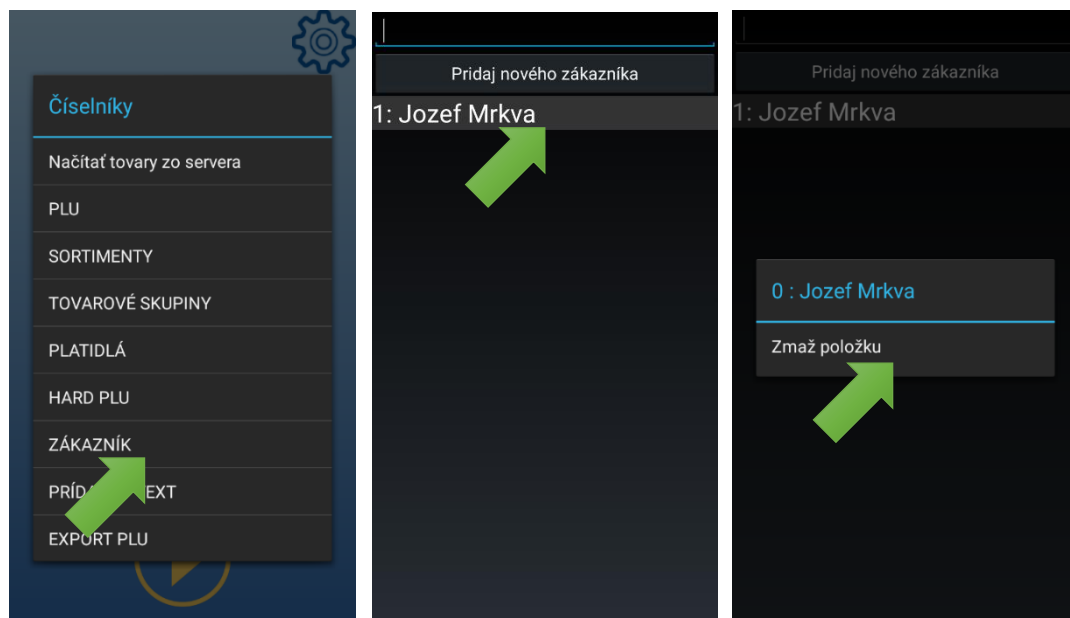 Číselníky
Načítať tovary zo servera
PLU
SORTIMENTY
TOVAROVÉ SKUPINY
PLATIDLÁ
HARD PLU
ZÁKAZNÍK
EXPORT PLU
Pridaj nového zákazníka
1: Jozef Mrkva
Pridaj nového zákazníka
1: Jozef Mrkva
0 : Jozef Mrkva
Zmaž položku